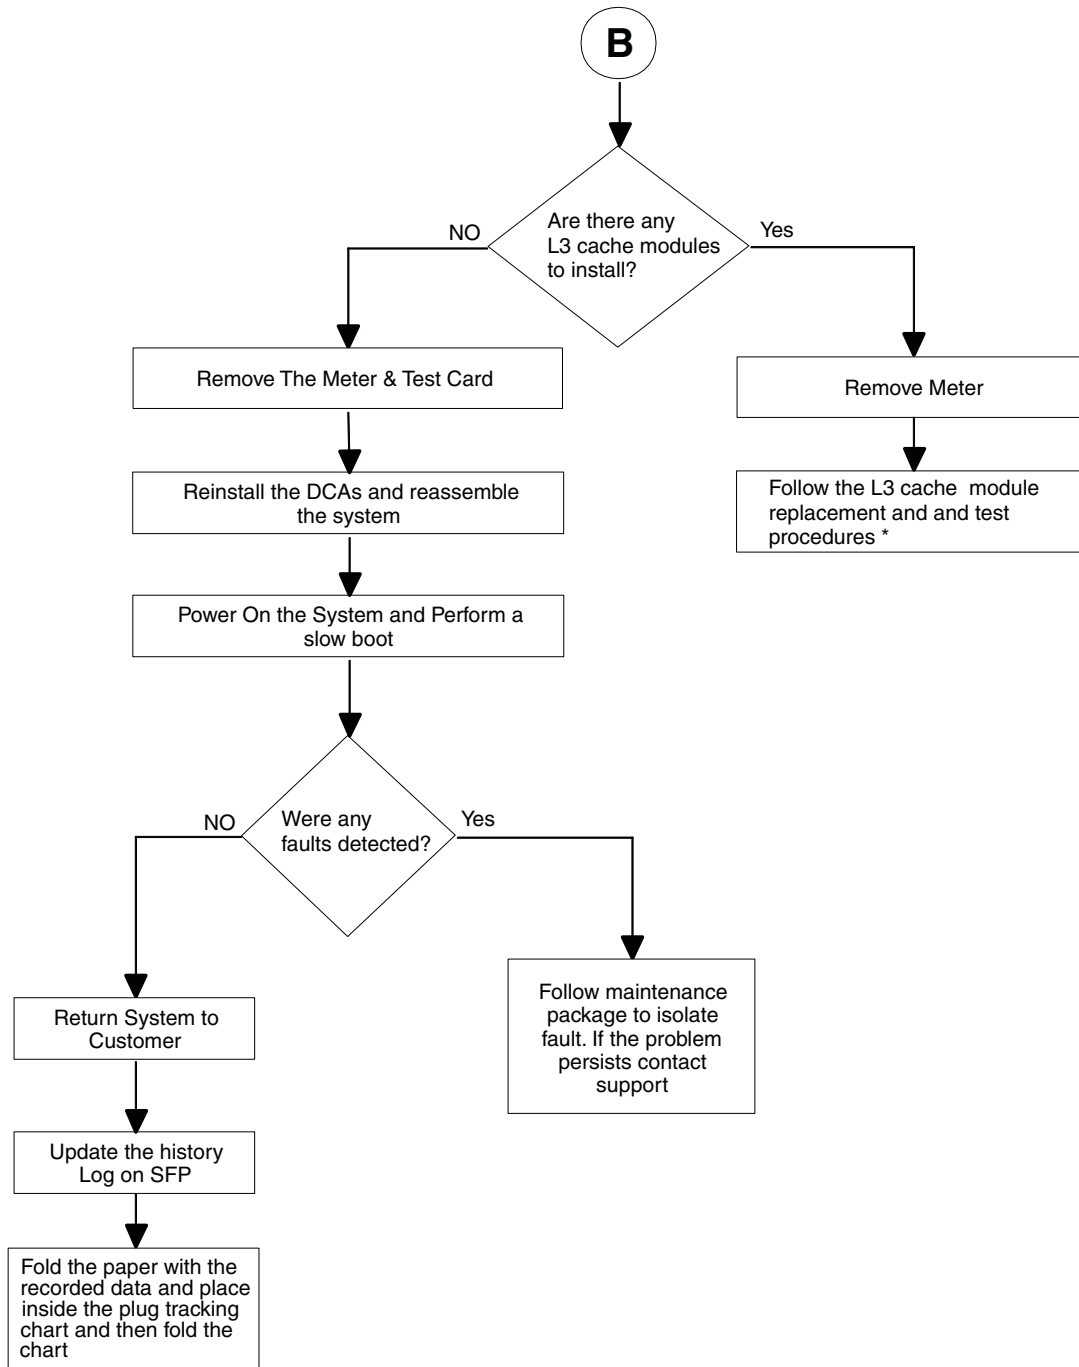 B
Are there any
L3 cache modules
to install?
NO
Yes
Remove The Meter & Test Card
Remove Meter
Reinstall the DCAs and reassemble
the system
Follow the L3 cache module
replacement and and test
procedures *
Power On the System and Perform a
slow boot
Were any
faults detected?
NO
Yes
Return System to
Customer
Follow maintenance
package to isolate
fault. If the problem
persists contact
support
Update the history
Log on SFP
Fold the paper with the
recorded data and place
inside the plug tracking
chart and then fold the
chart